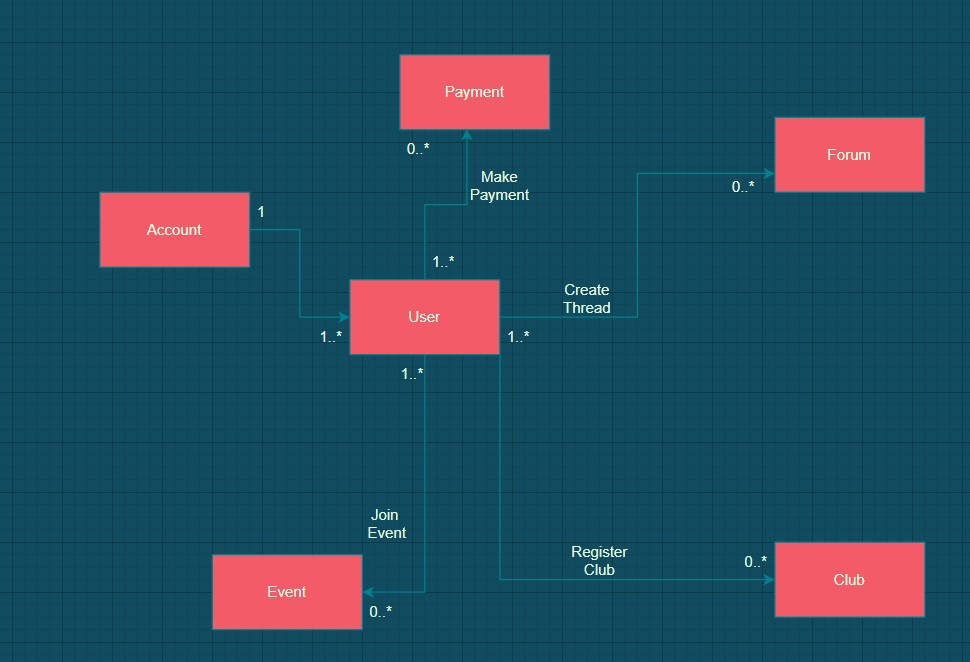 Payment
0..*
Make
Payment
Forum
0..*
Account
1
1..*
User
1..*
Create
Thread
1..*
1..*
Join
Event
Event
0..*
Register
Club
0..*
Club